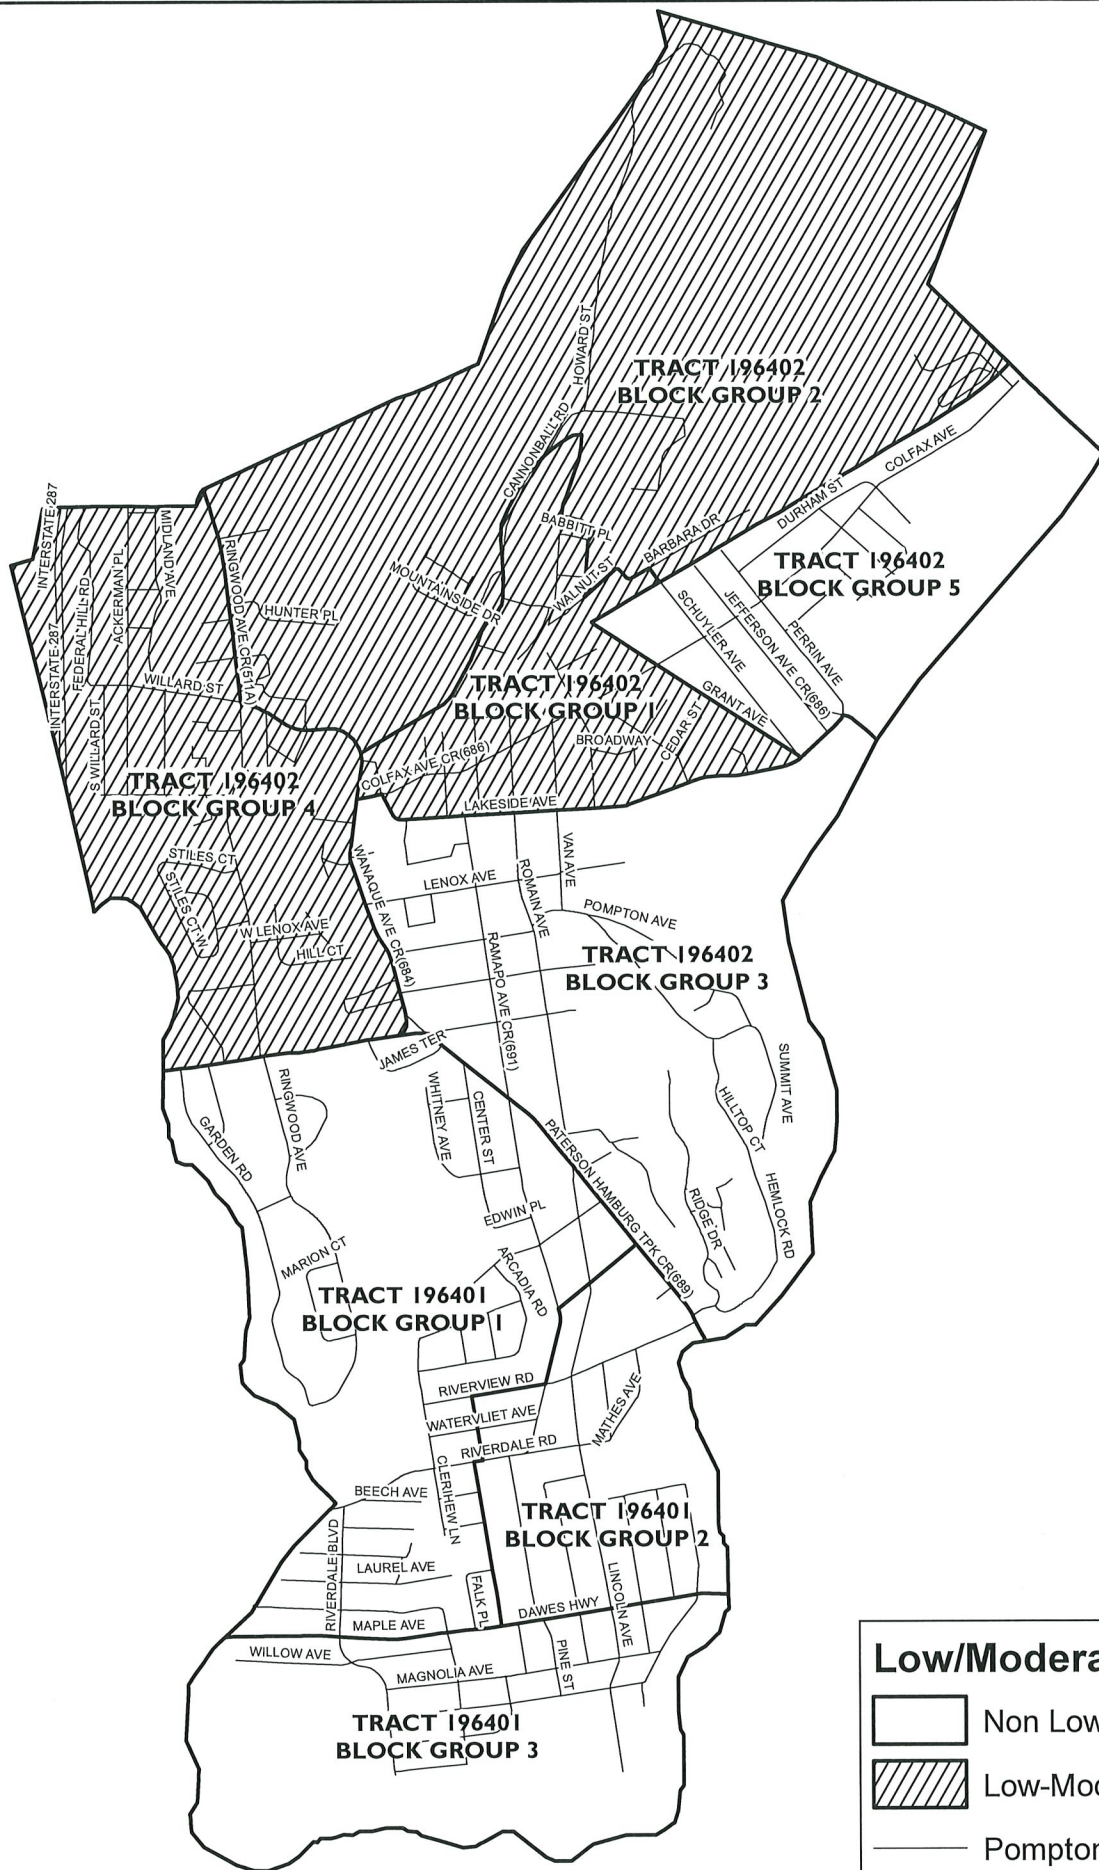 HOWARD ST
TRACT 196402
BLOCK GROUP 2
CANNONBALL RD
COLFAX AVE
DURHAM ST
BABBITT PL
BARBARA DR
INTERSTATE 287
MIDLAND AVE
RINGWOOD AVE CR(511A)
TRACT 196402
BLOCK GROUP 5
ACKERMAN PL
FEDERAL HILL RD
MOUNTAINSIDE DR
WALNUT ST
HUNTER PL
SCHUYLER AVE
JEFFERSON AVE CR(686)
PERRIN AVE
INTERSTATE 287
WILLARD ST
TRACT 196402
BLOCK GROUP 1
GRANT AVE
S WILLARD ST
BROADWAY
CEDAR ST
COLFAX AVE CR(686)
TRACT 196402
BLOCK GROUP 4
LAKESIDE AVE
STILES CT
WANAQUE AVE CR(684)
VAN AVE
LENOX AVE
ROMAIN AVE
STILES CT W
POMPTON AVE
W LENOX AVE
HILL CT
RAMAPO AVE CR(691)
TRACT 196402
BLOCK GROUP 3
JAMES TER
SUMMIT AVE
RINGWOOD AVE
WHITNEY AVE
CENTER ST
HILLTOP CT
GARDEN RD
PATERSON HAMBURG TPK CR(689)
HEMLOCK RD
RIDGE DR
EDWIN PL
MARION CT
ARCADIA RD
TRACT 196401
BLOCK GROUP 1
RIVERVIEW RD
MATHES AVE
WATERVLIET AVE
RIVERDALE RD
CLERIHEW LN
BEECH AVE
TRACT 196401
BLOCK GROUP 2
RIVERDALE BLVD
LAUREL AVE
FALK PL
LINCOLN AVE
DAWES HWY
MAPLE AVE
WILLOW AVE
PINE ST
MAGNOLIA AVE
TRACT 196401
BLOCK GROUP 3
Low/Modera
Non Low
Low-Mod
Pompton